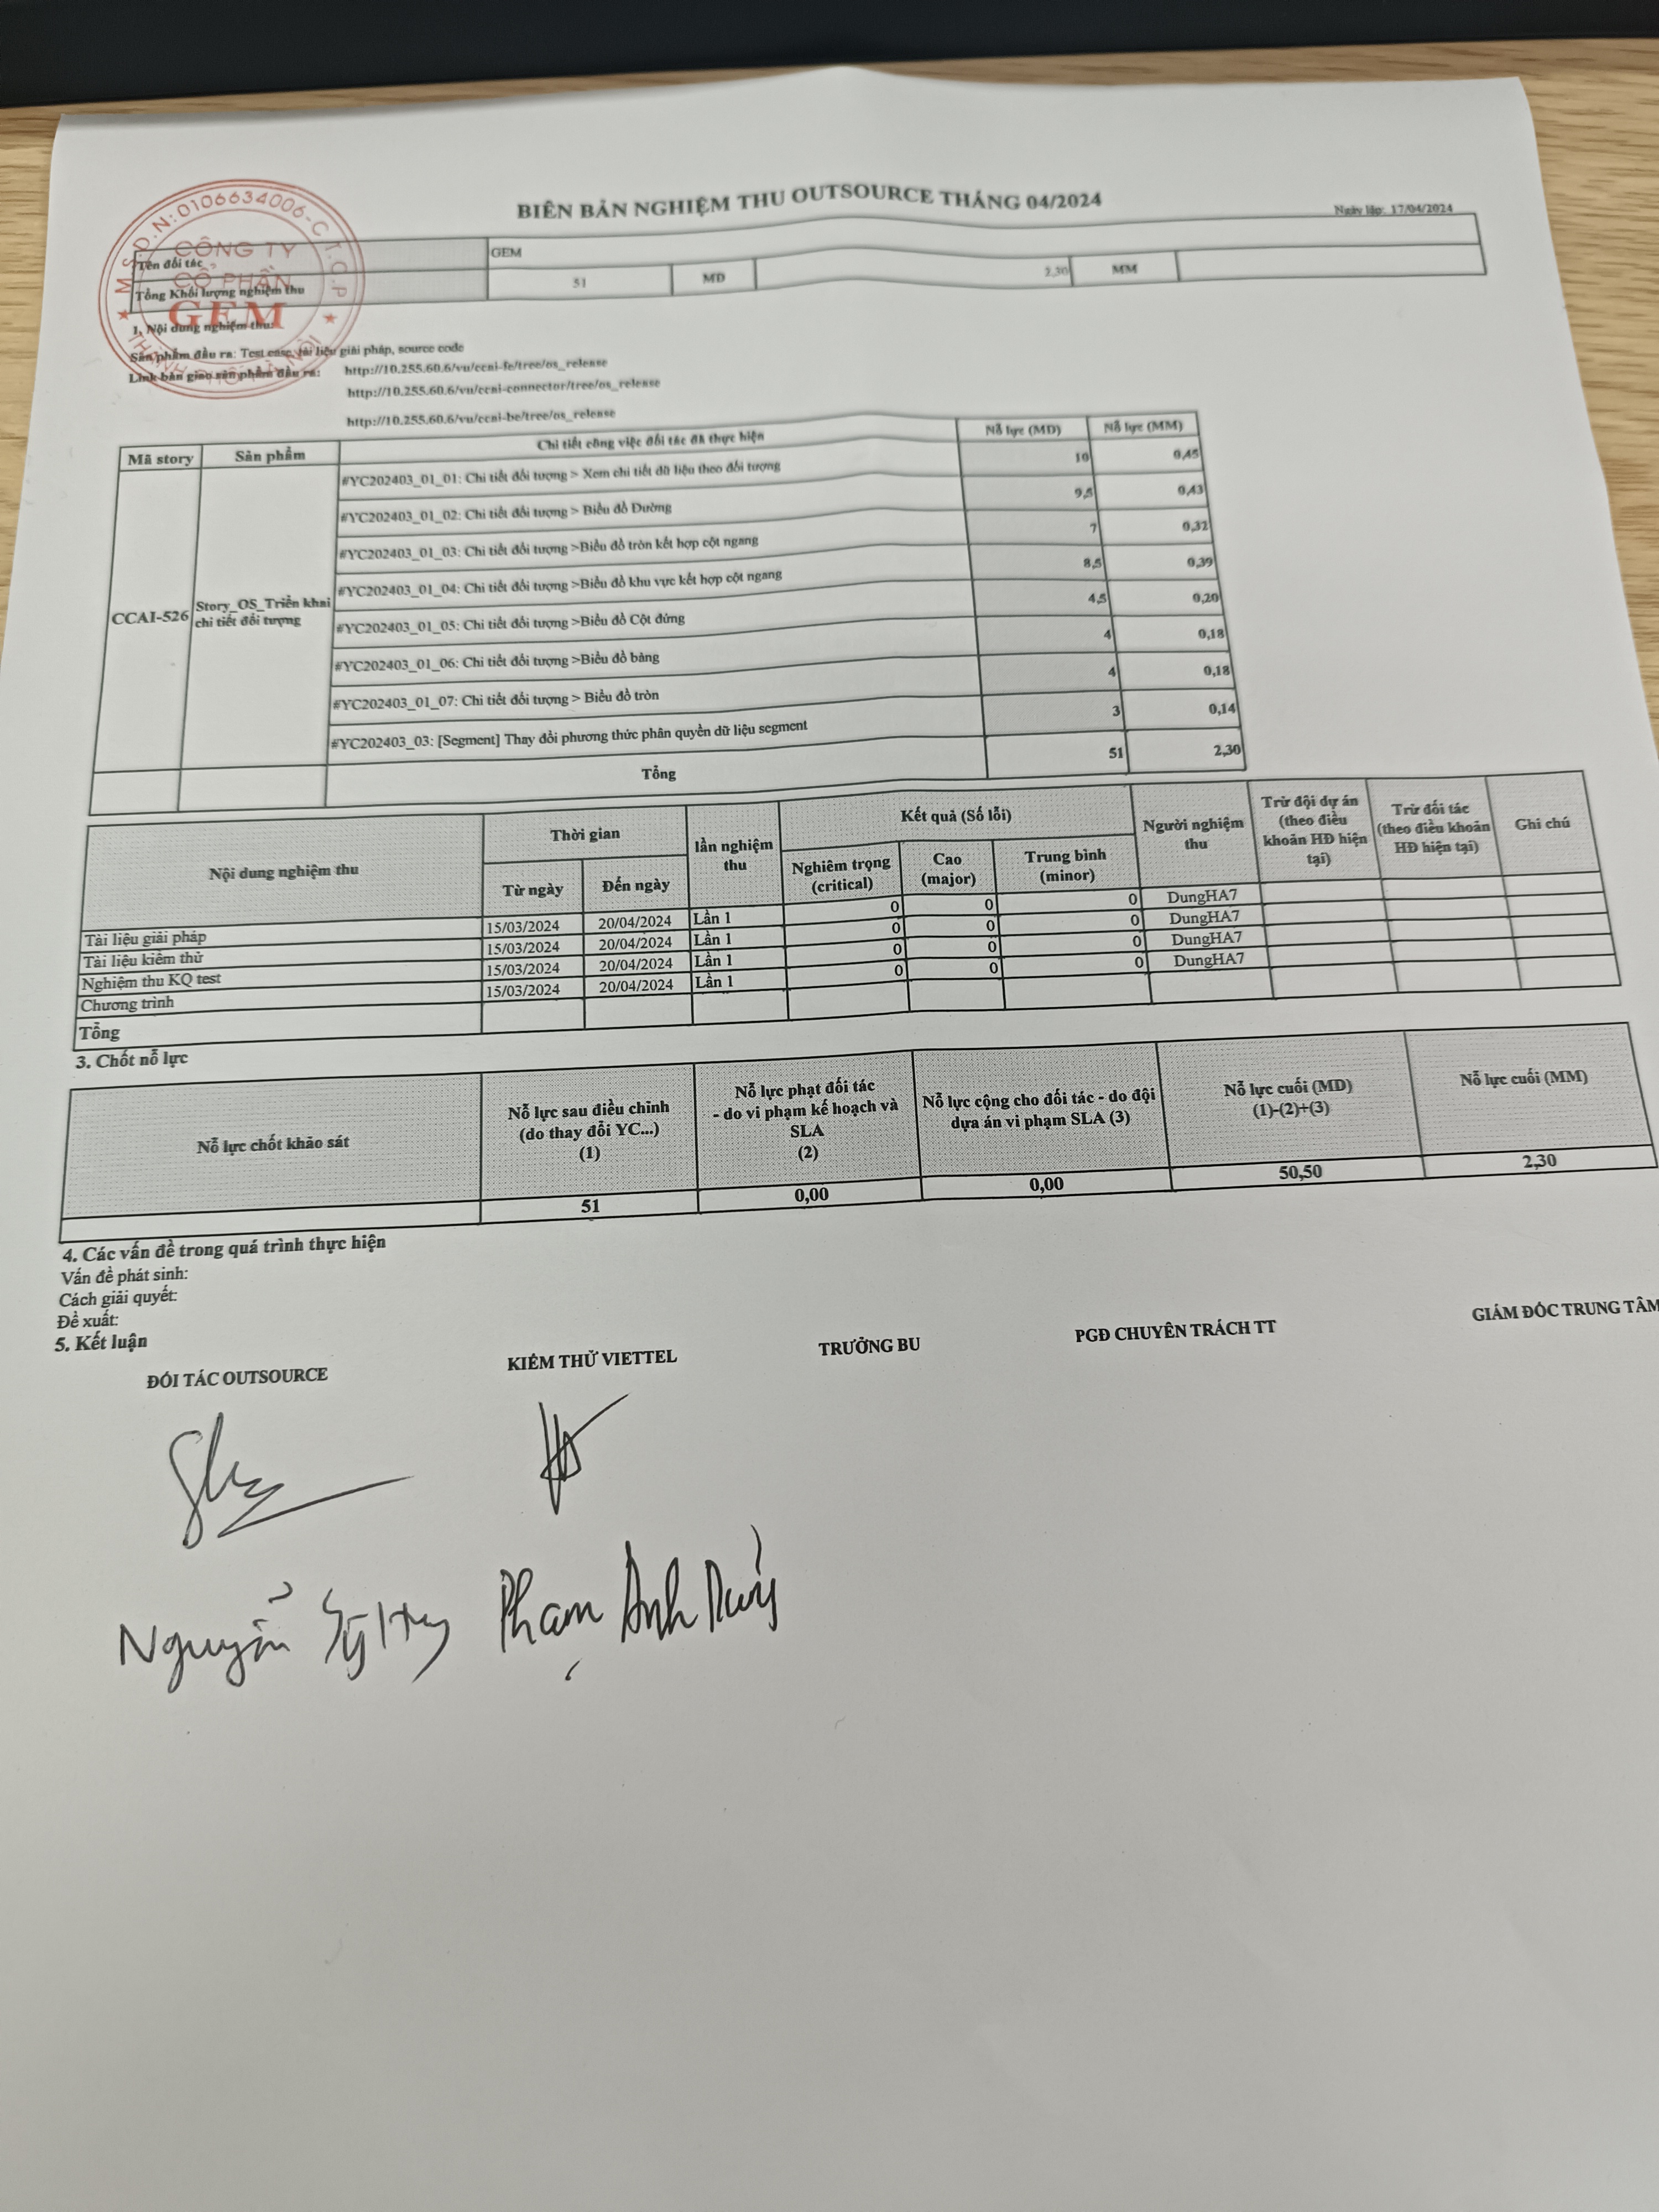 BIÊN BẢN NGHIỆM THU OUTSOURCE THÁNG 04/2024
Ngày lập: 17/04/2024
M.S.D.N:0106634006-C.T.C.P
CÔNG TY
CỔ PHẦN
GEM
Tên đối tác GEM
Tổng Khối lượng nghiệm thu 51 MD 2,30 MM
1, Nội dung nghiệm thu:
Sản phẩm đầu ra: Test case, tài liệu giải pháp, source code
Link bàn giao sản phẩm đầu ra: http://10.255.60.6/vu/ccai-fe/tree/os_release
http://10.255.60.6/vu/ccai-connector/tree/os_release
http://10.255.60.6/vu/ccai-be/tree/os_release
Mã story Sản phẩm Chi tiết công việc đối tác đã thực hiện Nỗ lực (MD) Nỗ lực (MM)
CCAI-526 Story_OS_Triển khai chi tiết đối tượng
#YC202403_01_01: Chi tiết đối tượng > Xem chi tiết dữ liệu theo đối tượng 10 0,45
#YC202403_01_02: Chi tiết đối tượng > Biểu đồ Đường 9,5 0,43
#YC202403_01_03: Chi tiết đối tượng >Biểu đồ tròn kết hợp cột ngang 7 0,32
#YC202403_01_04: Chi tiết đối tượng >Biểu đồ khu vực kết hợp cột ngang 8,5 0,39
#YC202403_01_05: Chi tiết đối tượng >Biểu đồ Cột đứng 4,5 0,20
#YC202403_01_06: Chi tiết đối tượng >Biểu đồ bảng 4 0,18
#YC202403_01_07: Chi tiết đối tượng > Biểu đồ tròn 4 0,18
#YC202403_03: [Segment] Thay đổi phương thức phân quyền dữ liệu segment 3 0,14
Tổng 51 2,30
Nội dung nghiệm thu Thời gian lần nghiệm thu Kết quả (Số lỗi) Người nghiệm thu Trừ đội dự án (theo điều khoản HĐ hiện tại) Trừ đối tác (theo điều khoản HĐ hiện tại) Ghi chú
Từ ngày Đến ngày Nghiêm trọng (critical) Cao (major) Trung bình (minor)
Tài liệu giải pháp 15/03/2024 20/04/2024 Lần 1 0 0 0 DungHA7
Tài liệu kiểm thử 15/03/2024 20/04/2024 Lần 1 0 0 0 DungHA7
Nghiệm thu KQ test 15/03/2024 20/04/2024 Lần 1 0 0 0 DungHA7
Chương trình 15/03/2024 20/04/2024 Lần 1 0 0 0 DungHA7
Tổng
3. Chốt nỗ lực
Nỗ lực chốt khảo sát Nỗ lực sau điều chỉnh (do thay đổi YC...) (1) Nỗ lực phạt đối tác - do vi phạm kế hoạch và SLA (2) Nỗ lực cộng cho đối tác - do đội dựa án vi phạm SLA (3) Nỗ lực cuối (MD) (1)-(2)+(3) Nỗ lực cuối (MM)
51 0,00 0,00 50,50 2,30
4. Các vấn đề trong quá trình thực hiện
Vấn đề phát sinh:
Cách giải quyết:
Đề xuất:
5. Kết luận
ĐỐI TÁC OUTSOURCE KIỂM THỬ VIETTEL TRƯỞNG BU PGĐ CHUYÊN TRÁCH TT GIÁM ĐỐC TRUNG TÂM
Nguyễn Sỹ Huy Phạm Anh